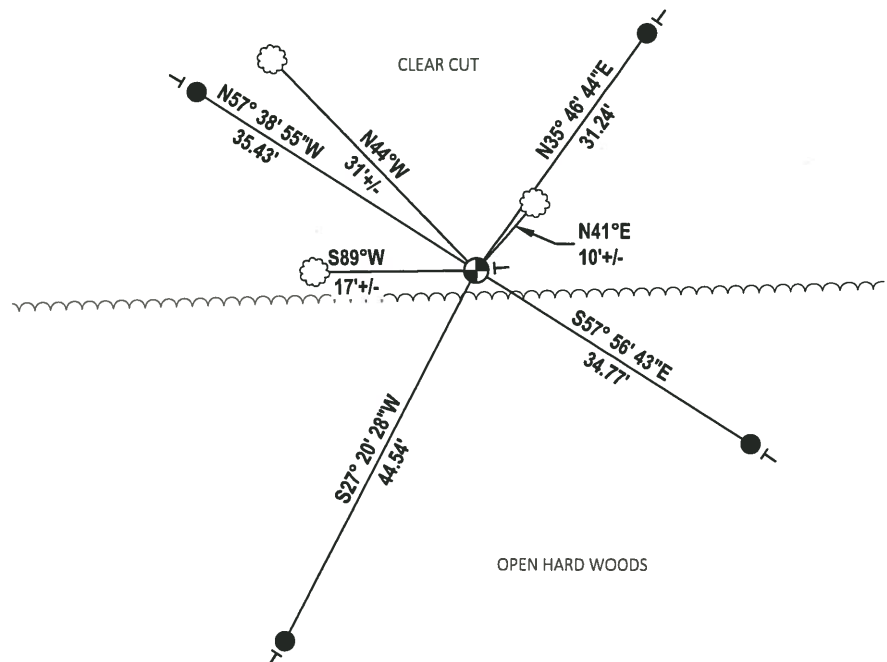 CLEAR CUT
N57° 38' 55"W
35.43'
N44°W
31'+/-
N35° 46' 44"E
31.24'
N41°E
10'+/-
S89°W
17'+/-
S57° 56' 43"E
34.77'
S27° 20' 28"W
44.54'
OPEN HARD WOODS